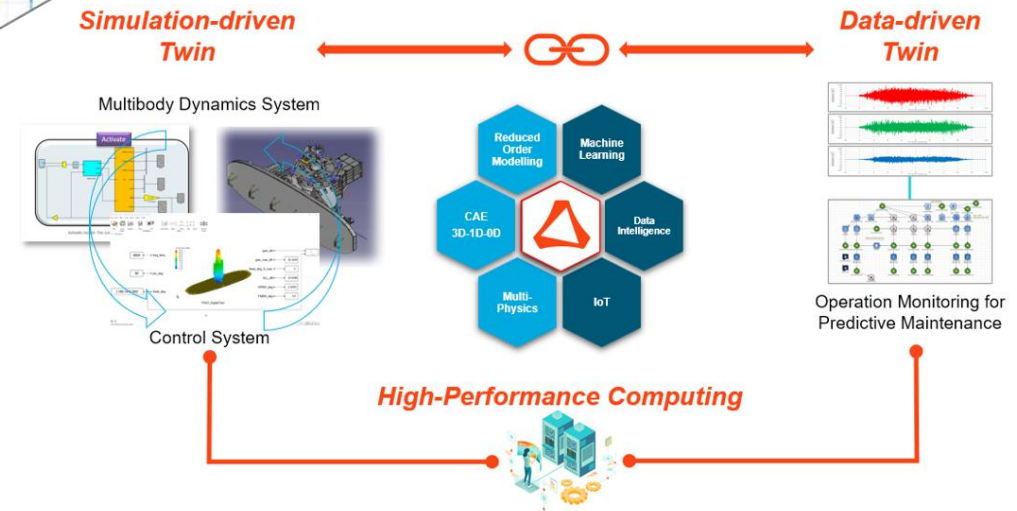 Simulation-driven
Twin
Data-driven
Twin
Multibody Dynamics System
Activate
Control System
Reduced
Order
Modelling
Machine
Learning
CAE
3D-1D-0D
Data
Intelligence
Multi-
Physics
IoT
Operation Monitoring for
Predictive Maintenance
High-Performance Computing